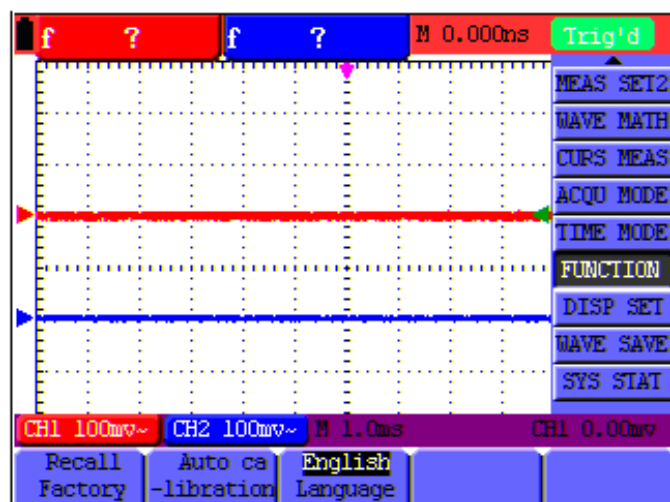 f ? f ? M 0.000ns Trig'd
MEAS SET2
WAVE MATH
CURS MEAS
ACQU MODE
TIME MODE
FUNCTION
DISP SET
WAVE SAVE
SYS STAT
CH1 100mv~ CH2 100mv~ M 1.0ms CH1 0.00mv
Recall Auto ca English
Factory -libration Language